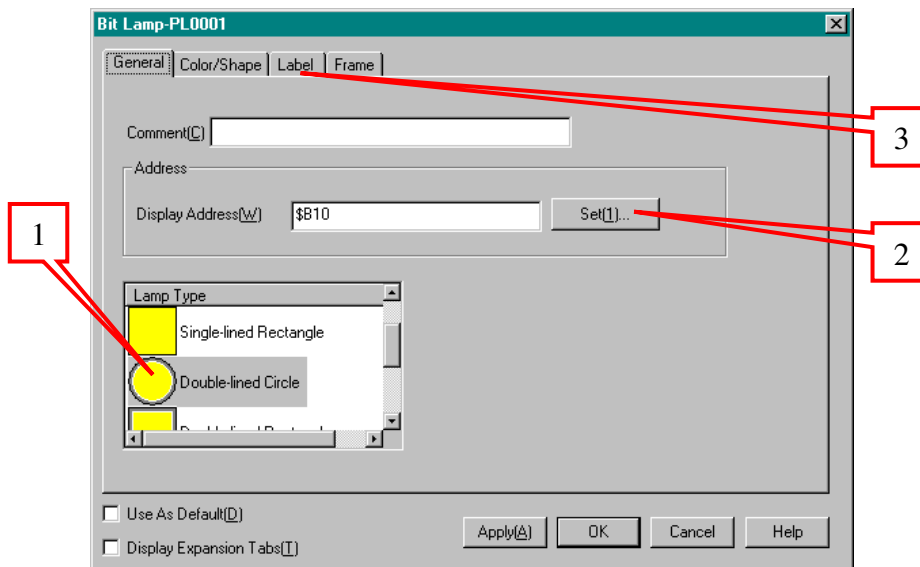 Bit Lamp-PL0001
General Color/Shape Label Frame
3
Comment(C)
Address
Display Address(W) $B10 Set(1)...
1
2
Lamp Type
Single-lined Rectangle
Double-lined Circle
Use As Default(D)
Display Expansion Tabs(T)
Apply(A) OK Cancel Help